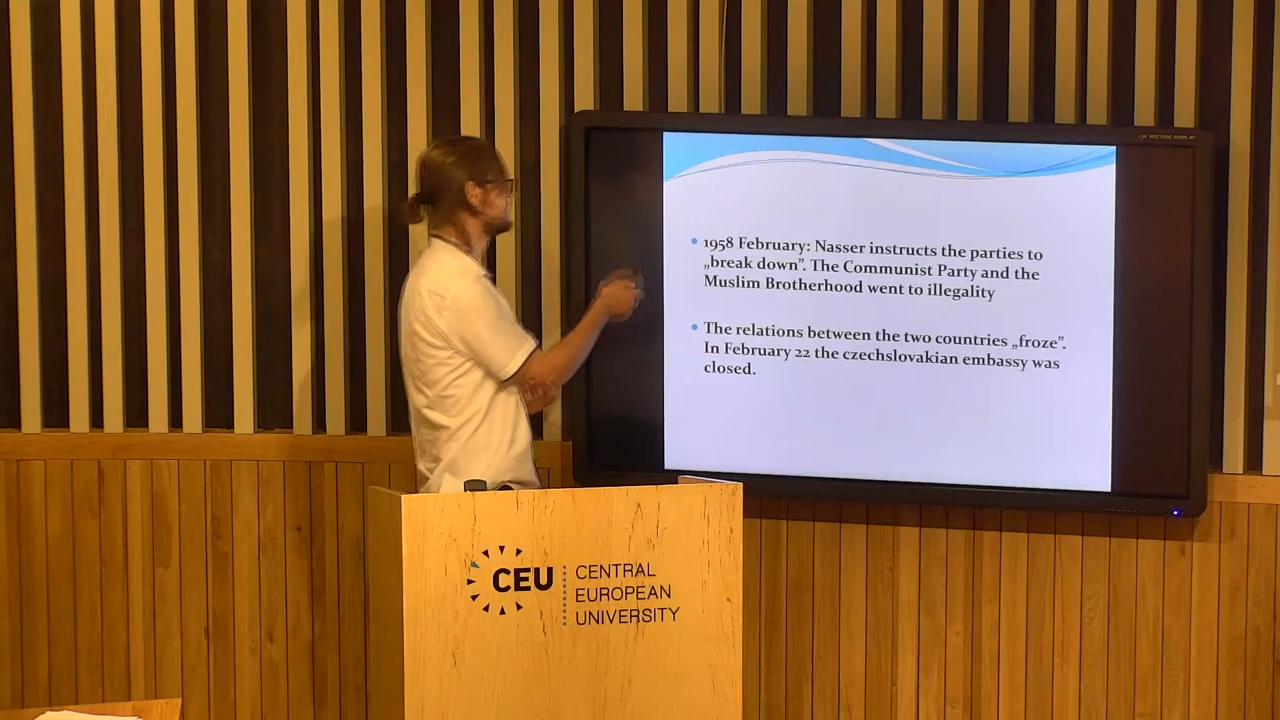 1958 February: Nasser instructs the parties to
„break down”. The Communist Party and the
Muslim Brotherhood went to illegality
The relations between the two countries „froze”.
In February 22 the czechslovakian embassy was
closed.
CEU
CENTRAL
EUROPEAN
UNIVERSITY